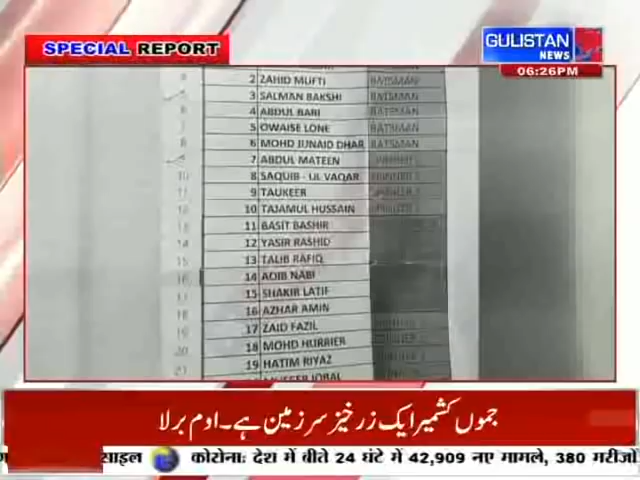 SPECIAL REPORT
GULISTAN
NEWS
06:26PM
2 ZAHID MUFTI BATSMAN
3 SALMAN BAKSHI BATSMAN
4 ABDUL BARI BATSMAN
5 OWAISE LONE BATSMAN
6 MOHD JUNAID DHAR BATSMAN
7 ABDUL MATEEN
8 SAQUIB - UL VAQAR
9 TAUKEER
10 TAJAMUL HUSSAIN
11 BASIT BASHIR
12 YASIR RASHID
13 TALIB RAFIQ
14 AQIB NABI
15 SHAKIR LATIF
16 AZHAR AMIN
17 ZAID FAZIL
18 MOHD HURRIER
19 HATIM RIYAZ
جموں کشمیر ایک زرخیز سرزمین ہے۔اوم برلا
سائل कोरोना: देश में बीते 24 घंटे में 42,909 नए मामले, 380 मरीजों